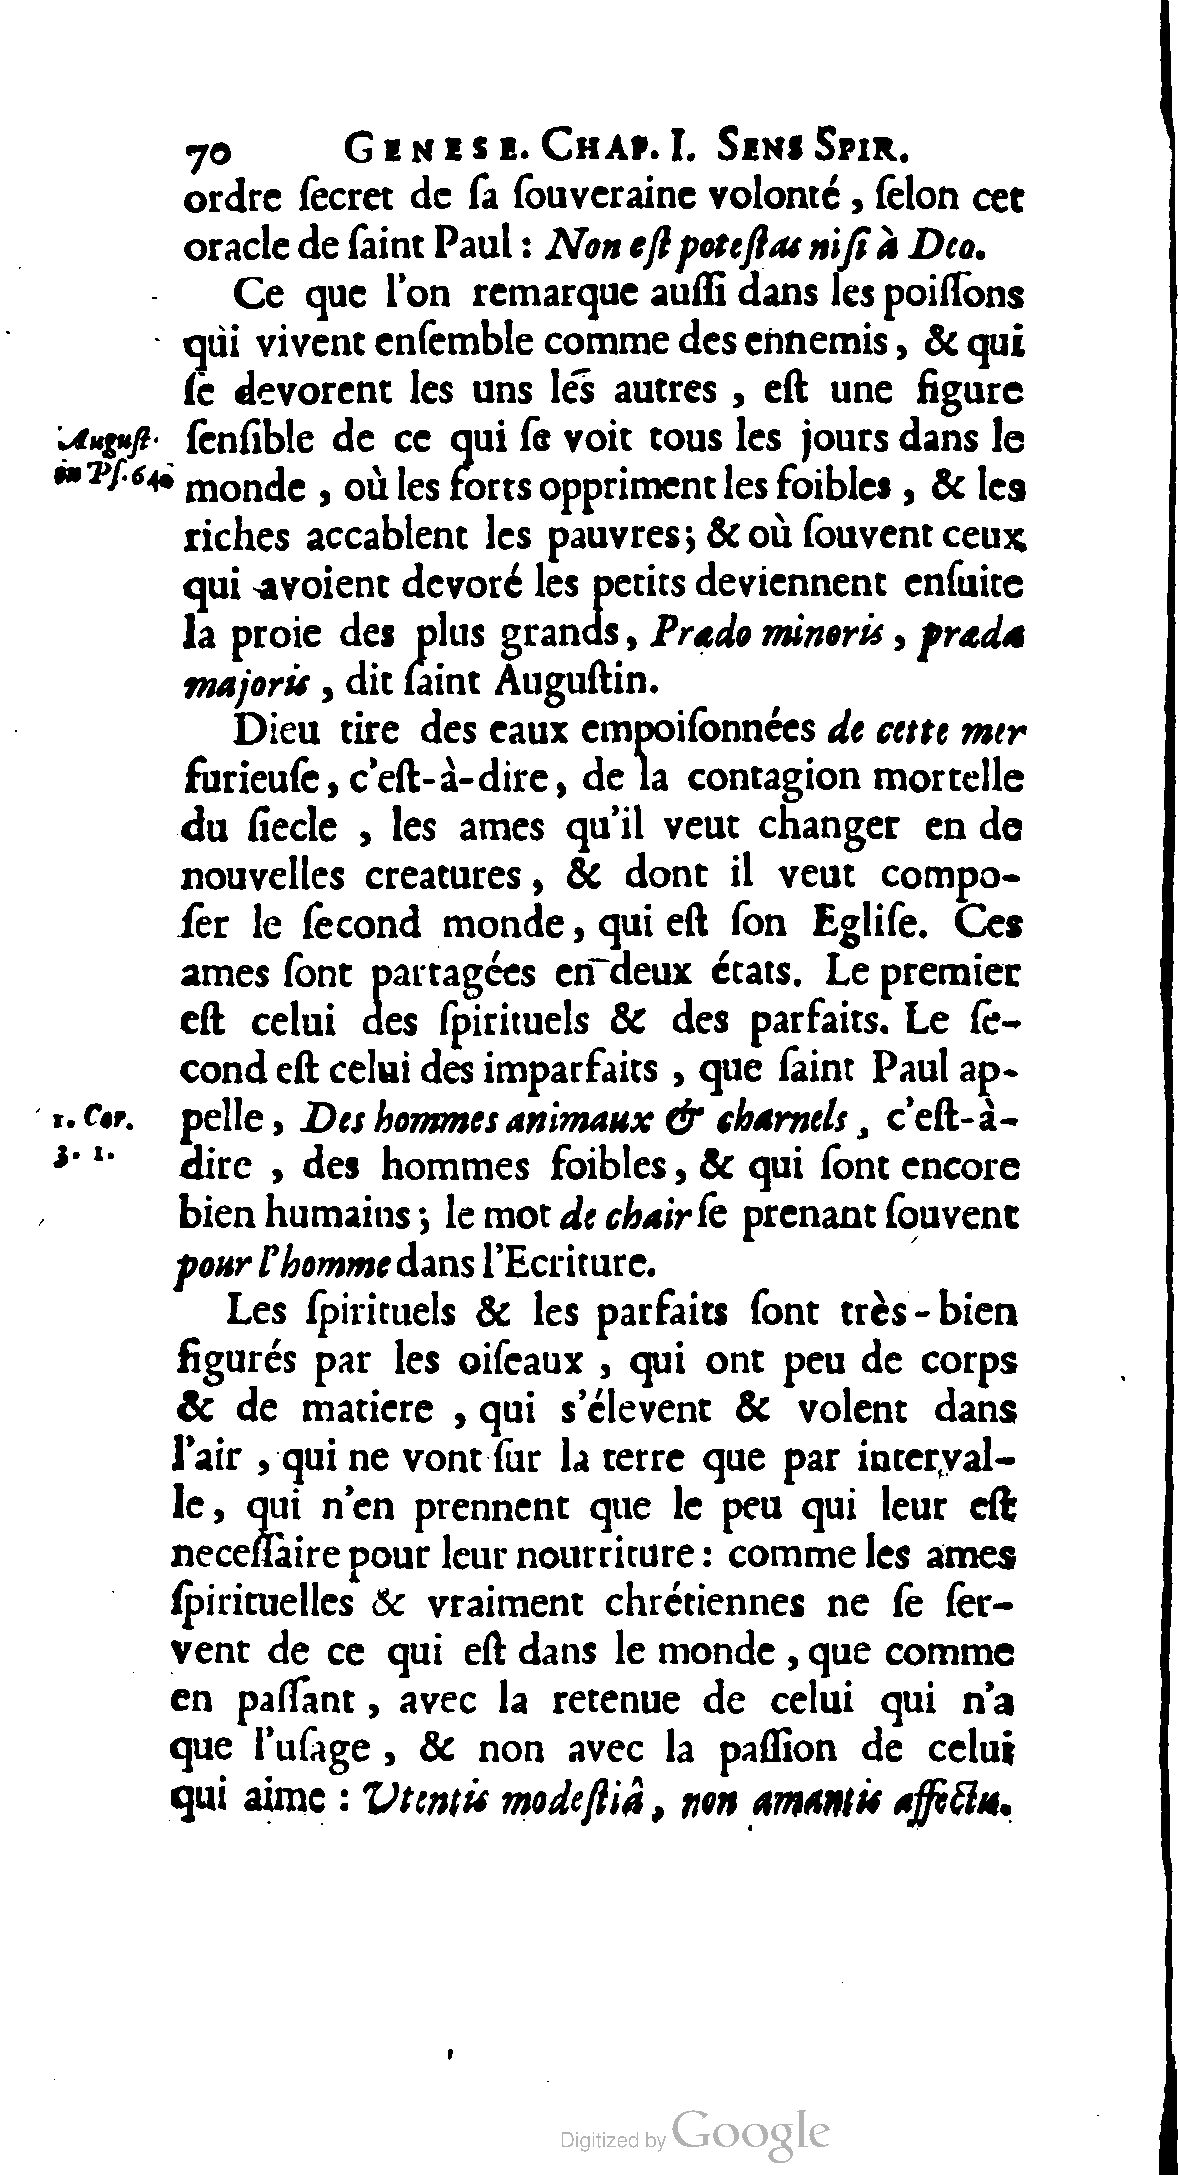 70 GENESE. CHAP. I. SENS SPIR.
ordre ſecret de ſa ſouveraine volonté , ſelon cet
oracle de ſaint Paul : Non eſt poteſtas niſi à Deo.
Ce que l'on remarque auſſi dans les poiſſons
qui vivent enſemble comme des ennemis, & qui
ſe devorent les uns les autres , eſt une figure
Auguſt. ſenſible de ce qui ſe voit tous les jours dans le
in Pſ. 64. monde , où les forts oppriment les foibles , & les
riches accablent les pauvres; & où ſouvent ceux
qui avoient devoré les petits deviennent enſuite
la proie des plus grands, Prædo minoris , præda
majoris , dit ſaint Auguſtin.
Dieu tire des eaux empoiſonnées de cette mer
furieuſe, c'eſt-à-dire, de la contagion mortelle
du ſiecle , les ames qu'il veut changer en de
nouvelles creatures, & dont il veut compo-
ſer le ſecond monde, qui eſt ſon Egliſe. Ces
ames ſont partagées en deux états. Le premier
eſt celui des ſpirituels & des parfaits. Le ſe-
cond eſt celui des imparfaits , que ſaint Paul ap-
1. Cor. pelle, Des hommes animaux & charnels, c'eſt-à-
3. 1. dire , des hommes foibles, & qui ſont encore
bien humains; le mot de chair ſe prenant ſouvent
pour l'homme dans l'Ecriture.
Les ſpirituels & les parfaits ſont très-bien
figurés par les oiſeaux , qui ont peu de corps
& de matiere , qui s'élevent & volent dans
l'air , qui ne vont ſur la terre que par interval-
le, qui n'en prennent que le peu qui leur eſt
neceſſaire pour leur nourriture : comme les ames
ſpirituelles & vraiment chrétiennes ne ſe ſer-
vent de ce qui eſt dans le monde , que comme
en paſſant , avec la retenue de celui qui n'a
que l'uſage , & non avec la paſſion de celui
qui aime : Utentis modeſtiâ, non amantis affectu.
Digitized by Google